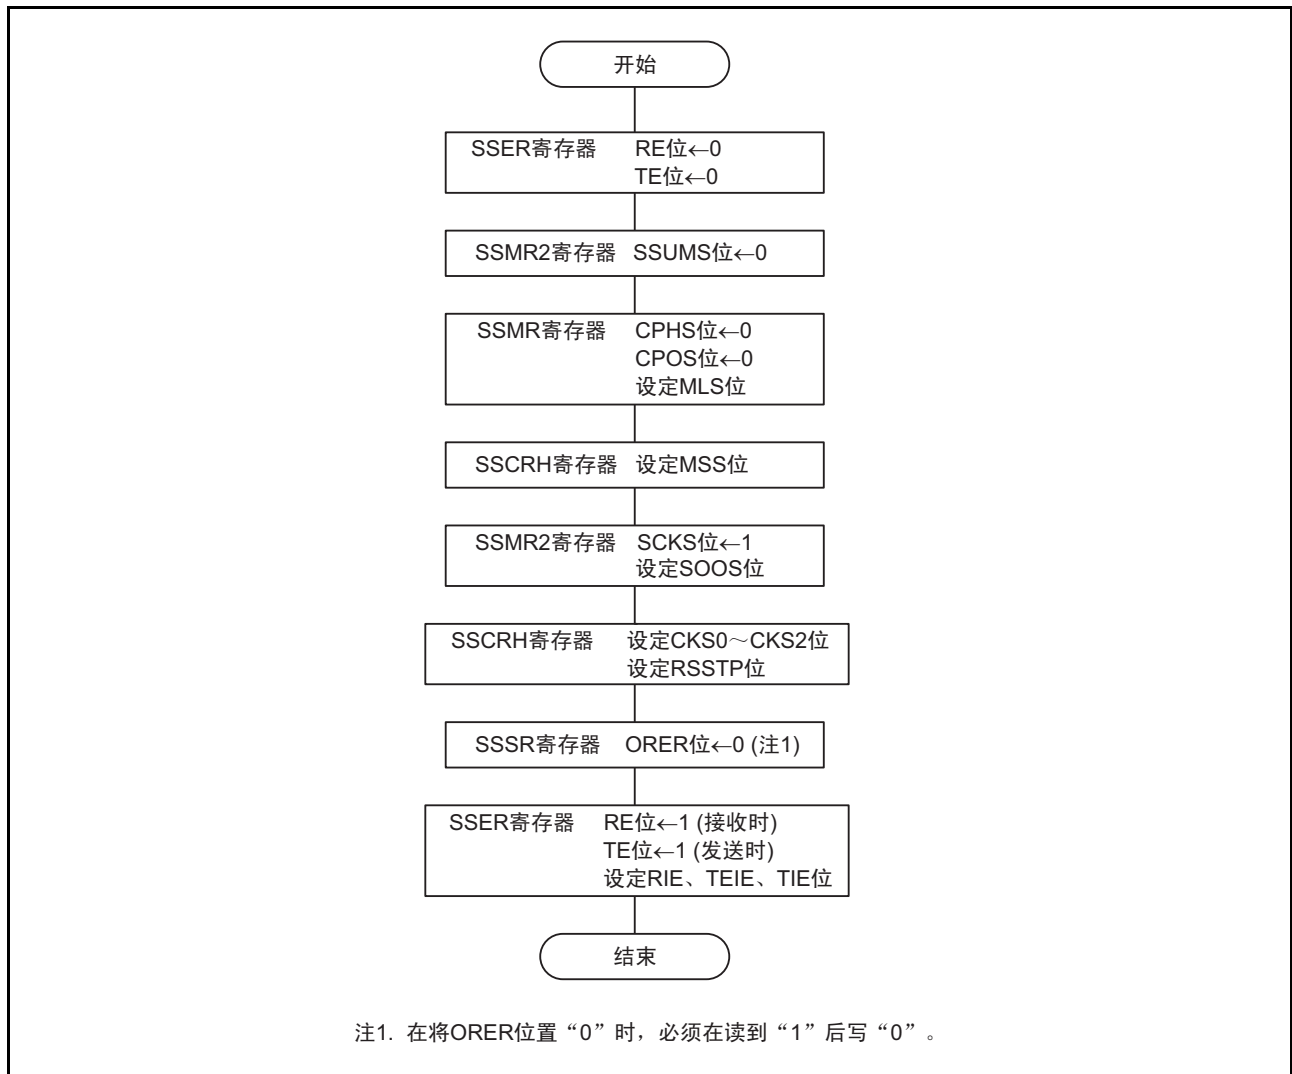 开始
SSER寄存器 RE位←0
TE位←0
SSMR2寄存器 SSUMS位←0
SSMR寄存器 CPHS位←0
CPOS位←0
设定MLS位
SSCRH寄存器 设定MSS位
SSMR2寄存器 SCKS位←1
设定SOOS位
SSCRH寄存器 设定CKS0～CKS2位
设定RSSTP位
SSSR寄存器 ORER位←0 (注1)
SSER寄存器 RE位←1 (接收时)
TE位←1 (发送时)
设定RIE、TEIE、TIE位
结束
注1. 在将ORER位置“0”时，必须在读到“1”后写“0”。